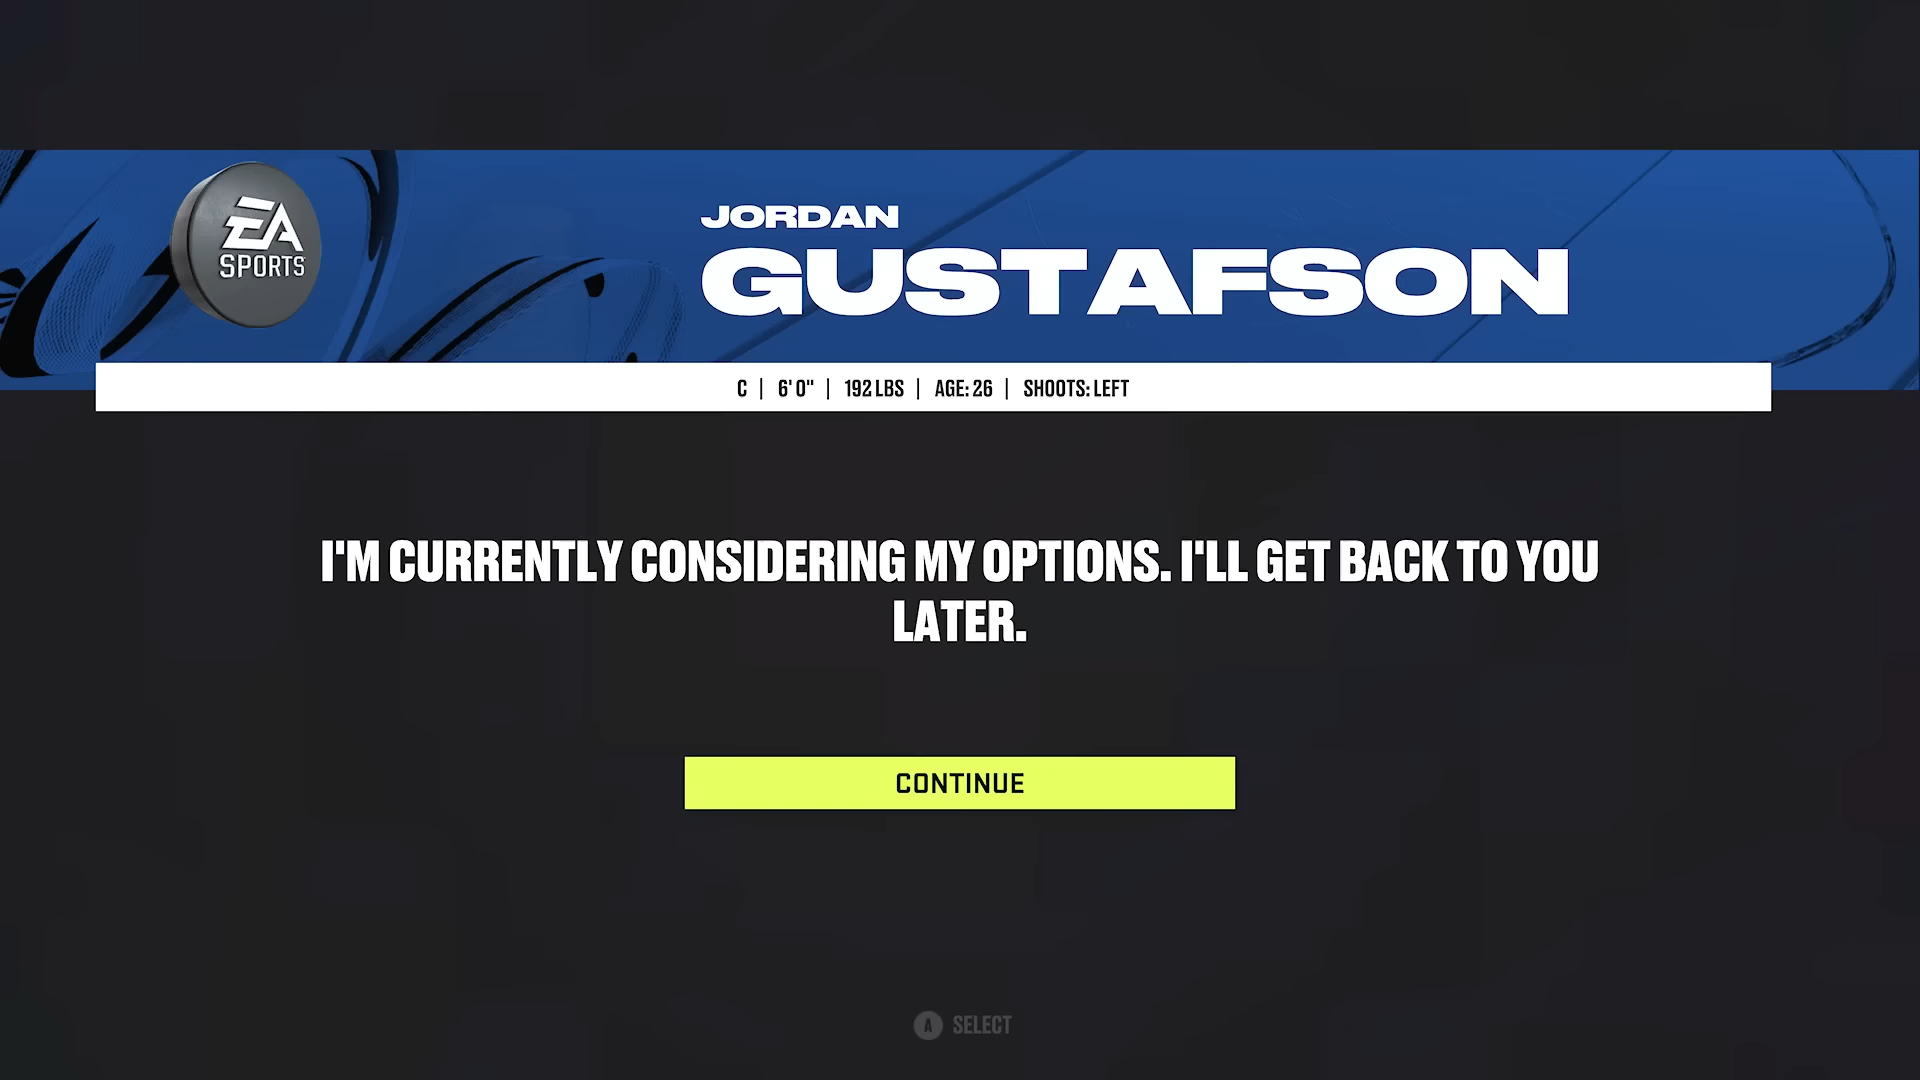 EA
SPORTS
JORDAN
GUSTAFSON
C | 6' 0" | 192 LBS | AGE: 26 | SHOOTS: LEFT
I'M CURRENTLY CONSIDERING MY OPTIONS. I'LL GET BACK TO YOU
LATER.
CONTINUE
A SELECT